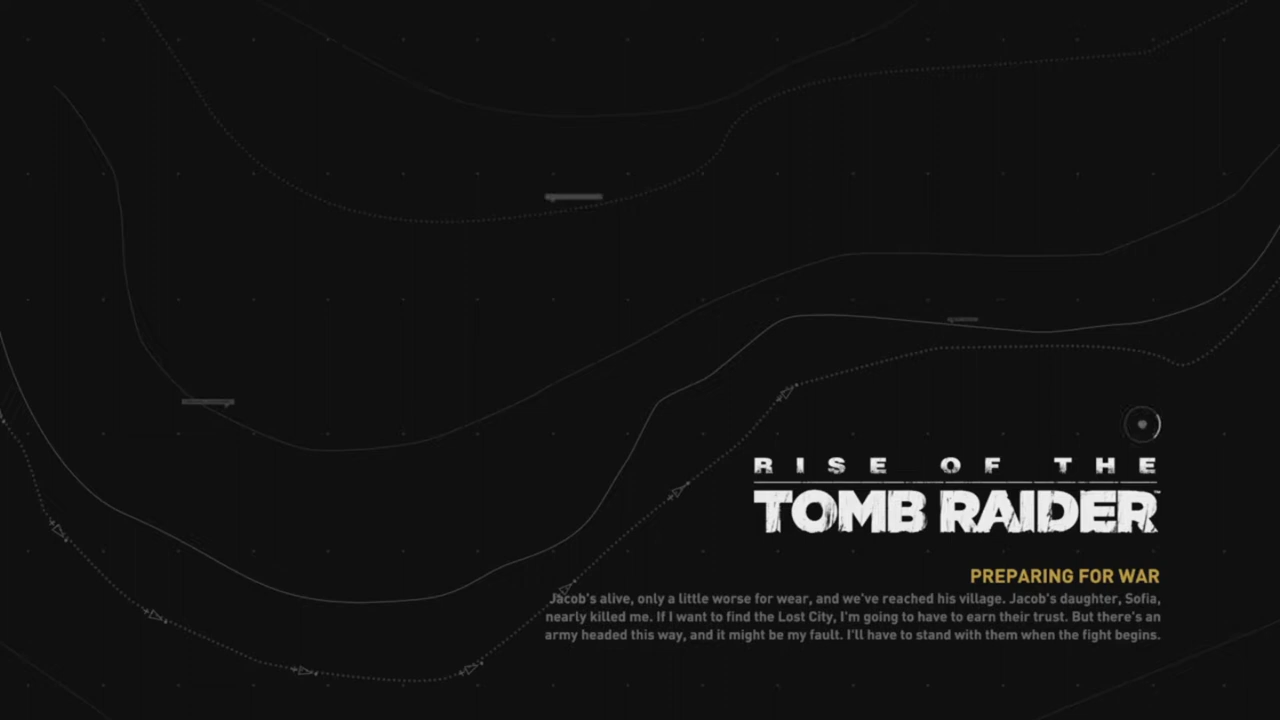 RISE OF THE
TOMB RAIDER™
PREPARING FOR WAR
Jacob's alive, only a little worse for wear, and we've reached his village. Jacob's daughter, Sofia,
nearly killed me. If I want to find the Lost City, I'm going to have to earn their trust. But there's an
army headed this way, and it might be my fault. I'll have to stand with them when the fight begins.